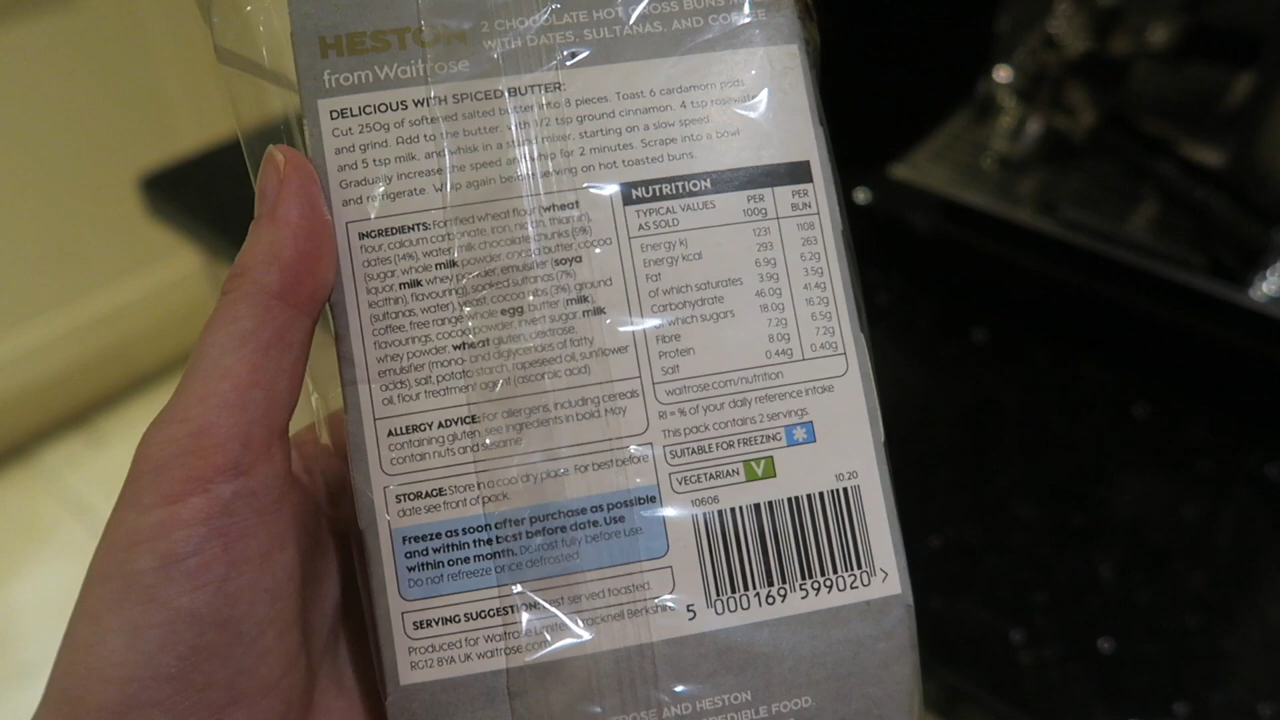 HESTON
from Waitrose
2 CHOCOLATE HOT CROSS BUNS
WITH DATES, SULTANAS, AND COFFEE
DELICIOUS WITH SPICED BUTTER:
Cut 250g of softened salted butter into 8 pieces. Toast 6 cardamom pods
and grind. Add to the butter, with 1/2 tsp ground cinnamon, 4 tsp rosewater
and 5 tsp milk, and whisk in a stand mixer, starting on a slow speed.
Gradually increase the speed and whip for 2 minutes. Scrape into a bowl
and refrigerate. Whip again before serving on hot toasted buns.
INGREDIENTS: Fortified wheat flour (wheat
flour, calcium carbonate, iron, niacin, thiamin),
dates (14%), water, milk chocolate chunks (9%)
(sugar, whole milk powder, cocoa butter, cocoa
liquor, milk whey powder, emulsifier (soya
lecithin), flavouring), soaked sultanas (7%)
(sultanas, water), yeast, cocoa nibs (3%), ground
coffee, free range whole egg, butter (milk),
flavourings, cocoa powder, invert sugar, milk
whey powder, wheat gluten, dextrose,
emulsifier (mono- and diglycerides of fatty
acids), salt, potato starch, rapeseed oil, sunflower
oil, flour treatment agent (ascorbic acid)
ALLERGY ADVICE: For allergens, including cereals
containing gluten, see ingredients in bold. May
contain nuts and sesame
STORAGE: Store in a cool dry place. For best before
date see front of pack.
Freeze as soon after purchase as possible
and within the best before date. Use
within one month. Defrost fully before use.
Do not refreeze once defrosted.
SERVING SUGGESTION: Best served toasted.
Produced for Waitrose Limited Bracknell Berkshire
RG12 8YA UK waitrose.com
NUTRITION
TYPICAL VALUES AS SOLD PER 100g PER BUN
Energy kJ 1231 1108
Energy kcal 293 263
Fat 6.9g 6.2g
of which saturates 3.9g 3.5g
Carbohydrate 46.0g 41.4g
of which sugars 18.0g 16.2g
Fibre 7.2g 6.5g
Protein 8.0g 7.2g
Salt 0.44g 0.40g
waitrose.com/nutrition
RI = % of your daily reference intake
This pack contains 2 servings.
SUITABLE FOR FREEZING
VEGETARIAN V
10606 10.20
5 000169 599020 >
AND HESTON
FOOD.